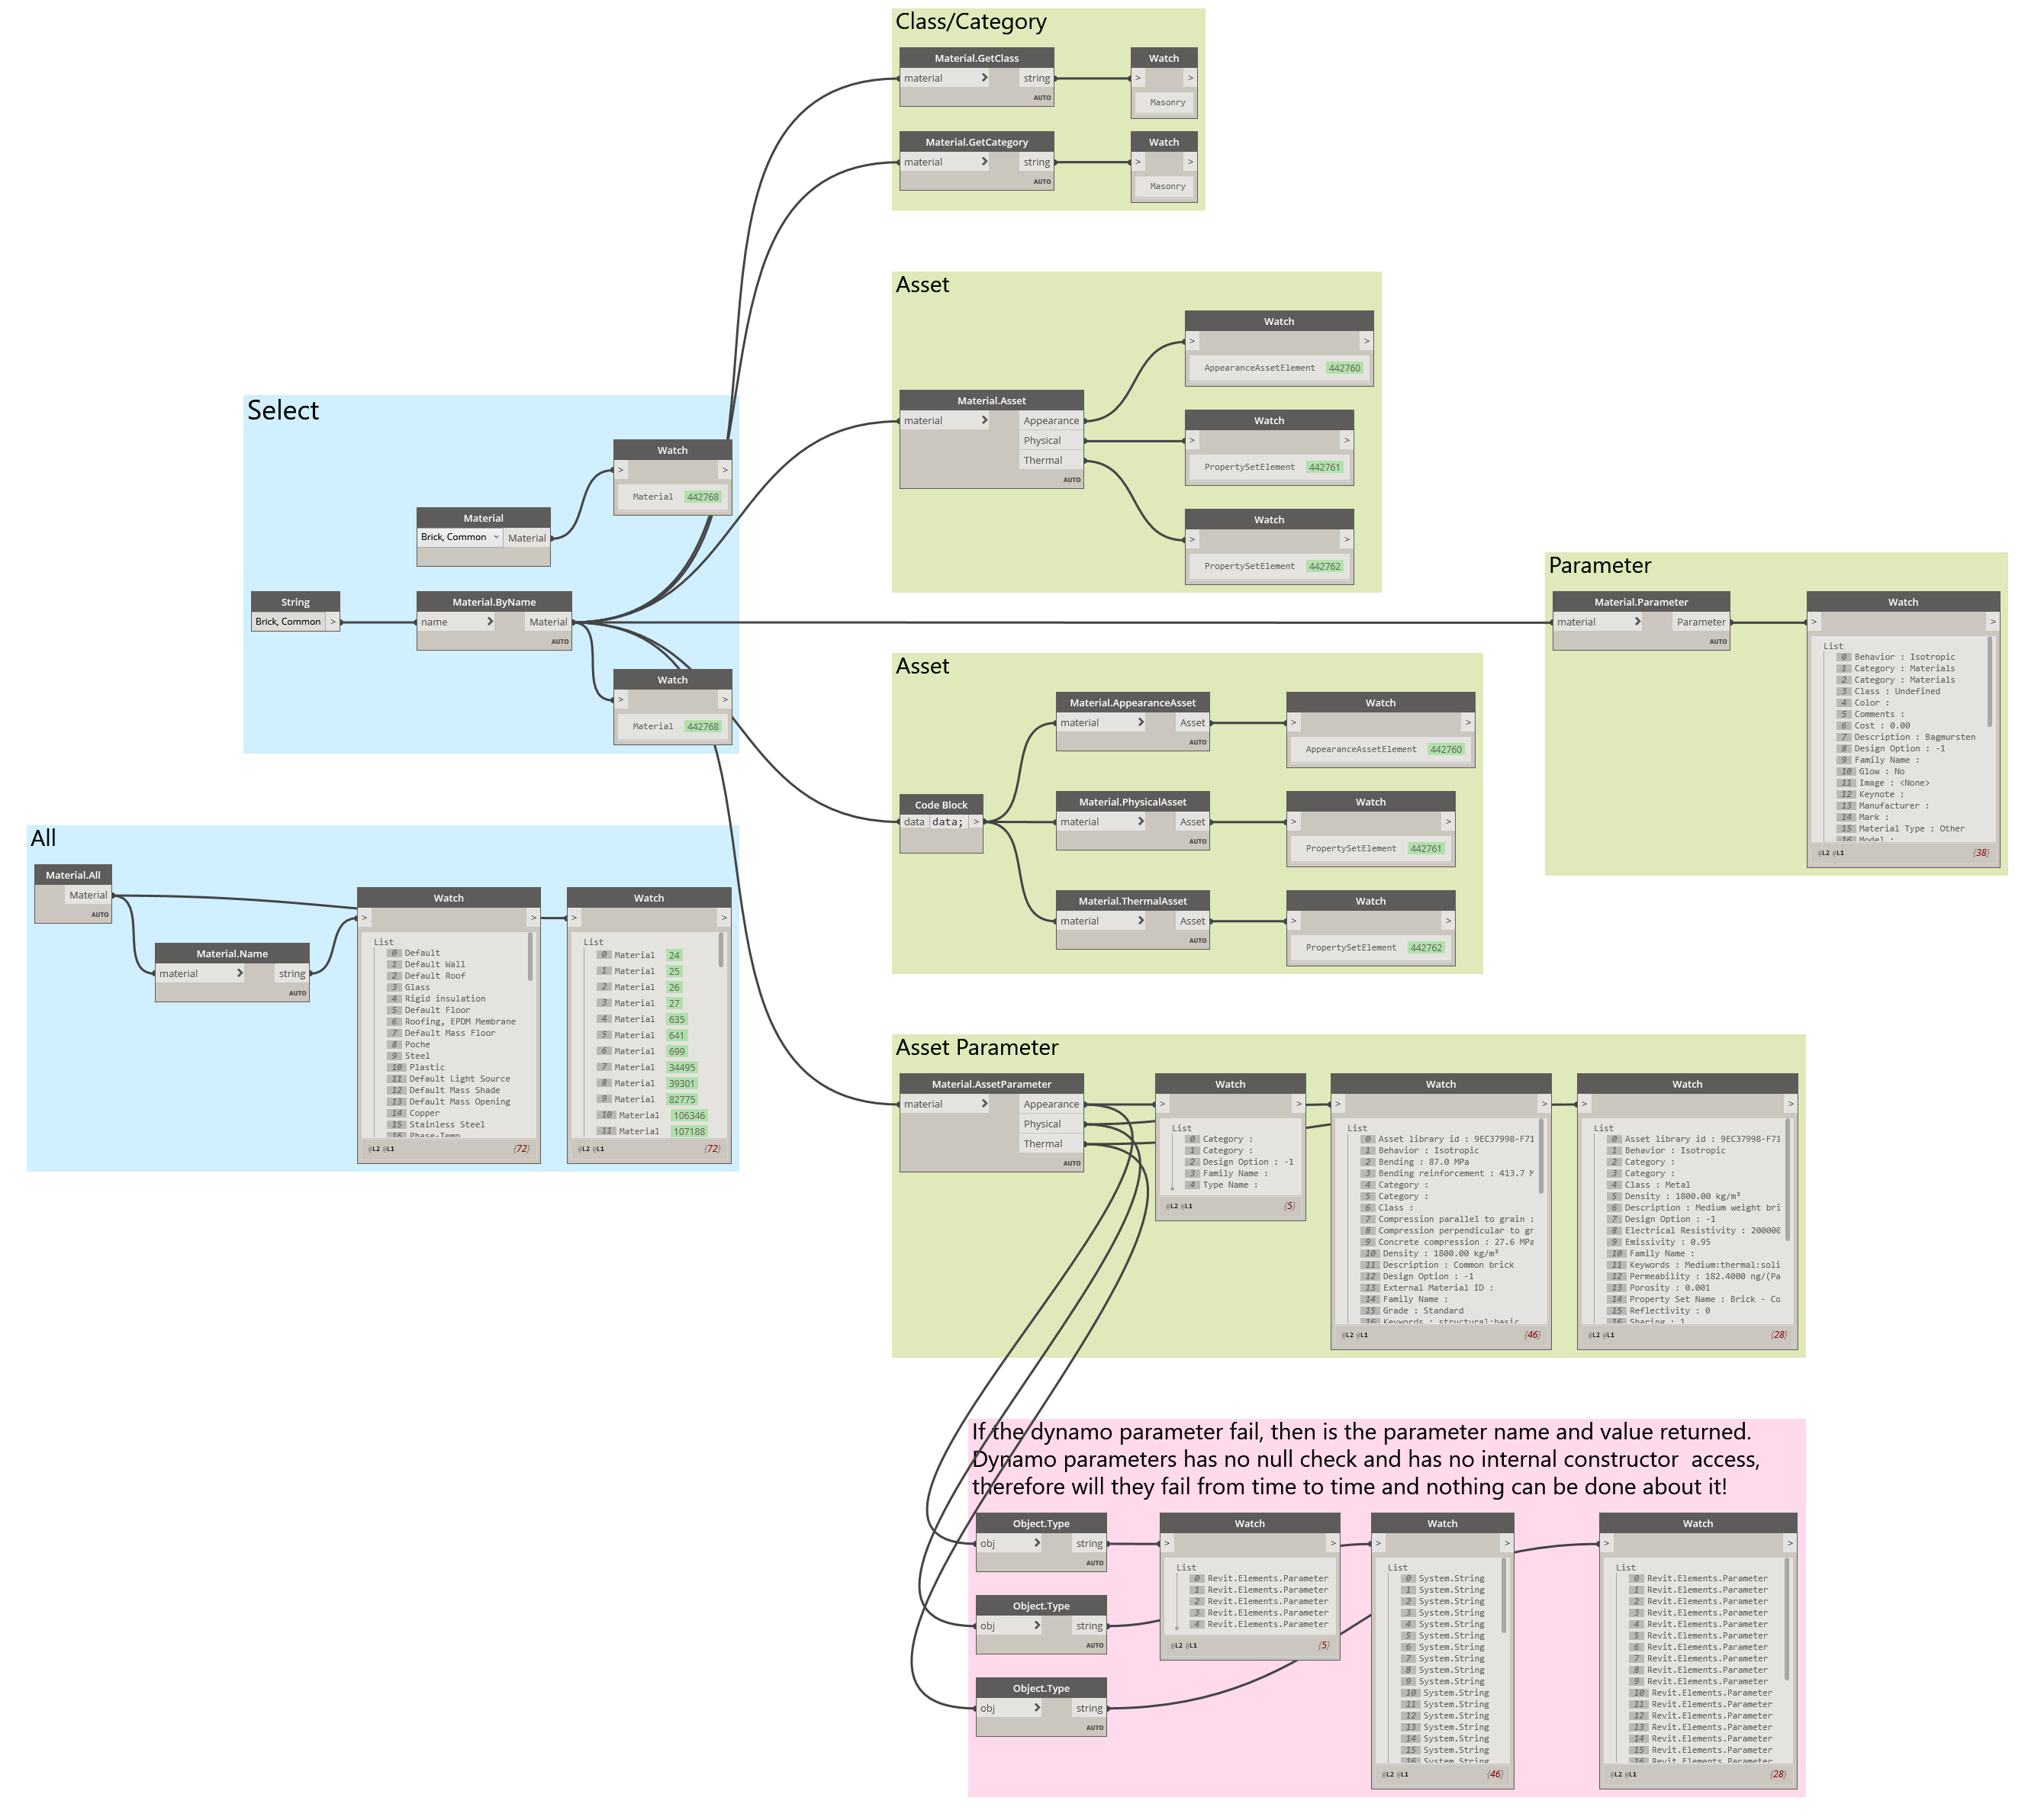 Class/Category
Material.GetClass
material
string
AUTO
Watch
>
>
Masonry
Material.GetCategory
material
string
AUTO
Watch
>
>
Masonry
Asset
Material.Asset
material
Appearance
Physical
Thermal
AUTO
Watch
>
>
AppearanceAssetElement 442760
Watch
>
>
PropertySetElement 442761
Watch
>
>
PropertySetElement 442762
Select
Watch
>
>
Material 442768
Material
Brick, Common
Material
String
Brick, Common >
Material.ByName
name
Material
AUTO
Watch
>
>
Material 442768
Parameter
Material.Parameter
material
Parameter
AUTO
Watch
>
>
List
0 Behavior : Isotropic
1 Category : Materials
2 Category : Materials
3 Class : Undefined
4 Color :
5 Comments :
6 Cost : 0.00
7 Description : Bagmursten
8 Design Option : -1
9 Family Name :
10 Glow : No
11 Image : <None>
12 Keynote :
13 Manufacturer :
14 Mark :
15 Material Type : Other
16 Model :
@L2 @L1 {38}
Asset
Code Block
data data; >
Material.AppearanceAsset
material
Asset
AUTO
Watch
>
>
AppearanceAssetElement 442760
Material.PhysicalAsset
material
Asset
AUTO
Watch
>
>
PropertySetElement 442761
Material.ThermalAsset
material
Asset
AUTO
Watch
>
>
PropertySetElement 442762
All
Material.All
Material
AUTO
Material.Name
material
string
AUTO
Watch
>
>
List
0 Default
1 Default Wall
2 Default Roof
3 Glass
4 Rigid insulation
5 Default Floor
6 Roofing, EPDM Membrane
7 Default Mass Floor
8 Poche
9 Steel
10 Plastic
11 Default Light Source
12 Default Mass Shade
13 Default Mass Opening
14 Copper
15 Stainless Steel
16 Phase-Temp
@L2 @L1 {72}
Watch
>
>
List
0 Material 24
1 Material 25
2 Material 26
3 Material 27
4 Material 635
5 Material 641
6 Material 699
7 Material 34495
8 Material 39301
9 Material 82775
10 Material 106346
11 Material 107188
@L2 @L1 {72}
Asset Parameter
Material.AssetParameter
material
Appearance
Physical
Thermal
AUTO
Watch
>
>
List
0 Category :
1 Category :
2 Design Option : -1
3 Family Name :
4 Type Name :
@L2 @L1 {5}
Watch
>
>
List
0 Asset library id : 9EC37998-F71
1 Behavior : Isotropic
2 Bending : 87.0 MPa
3 Bending reinforcement : 413.7 M
4 Category :
5 Category :
6 Class :
7 Compression parallel to grain :
8 Compression perpendicular to gr
9 Concrete compression : 27.6 MPa
10 Density : 1800.00 kg/m³
11 Description : Common brick
12 Design Option : -1
13 External Material ID :
14 Family Name :
15 Grade : Standard
16 Keywords : structural:basic
@L2 @L1 {46}
Watch
>
>
List
0 Asset library id : 9EC37998-F71
1 Behavior : Isotropic
2 Category :
3 Category :
4 Class : Metal
5 Density : 1800.00 kg/m³
6 Description : Medium weight bri
7 Design Option : -1
8 Electrical Resistivity : 200000
9 Emissivity : 0.95
10 Family Name :
11 Keywords : Medium:thermal:soli
12 Permeability : 182.4000 ng/(Pa
13 Porosity : 0.001
14 Property Set Name : Brick - Co
15 Reflectivity : 0
16 Sharing : 1
@L2 @L1 {28}
If the dynamo parameter fail, then is the parameter name and value returned.
Dynamo parameters has no null check and has no internal constructor access,
therefore will they fail from time to time and nothing can be done about it!
Object.Type
obj
string
AUTO
Object.Type
obj
string
AUTO
Object.Type
obj
string
AUTO
Watch
>
>
List
0 Revit.Elements.Parameter
1 Revit.Elements.Parameter
2 Revit.Elements.Parameter
3 Revit.Elements.Parameter
4 Revit.Elements.Parameter
@L2 @L1 {5}
Watch
>
>
List
0 System.String
1 System.String
2 System.String
3 System.String
4 System.String
5 System.String
6 System.String
7 System.String
8 System.String
9 System.String
10 System.String
11 System.String
12 System.String
13 System.String
14 System.String
15 System.String
16 System.String
@L2 @L1 {46}
Watch
>
>
List
0 Revit.Elements.Parameter
1 Revit.Elements.Parameter
2 Revit.Elements.Parameter
3 Revit.Elements.Parameter
4 Revit.Elements.Parameter
5 Revit.Elements.Parameter
6 Revit.Elements.Parameter
7 Revit.Elements.Parameter
8 Revit.Elements.Parameter
9 Revit.Elements.Parameter
10 Revit.Elements.Parameter
11 Revit.Elements.Parameter
12 Revit.Elements.Parameter
13 Revit.Elements.Parameter
14 Revit.Elements.Parameter
15 Revit.Elements.Parameter
16 Revit.Elements.Parameter
@L2 @L1 {28}